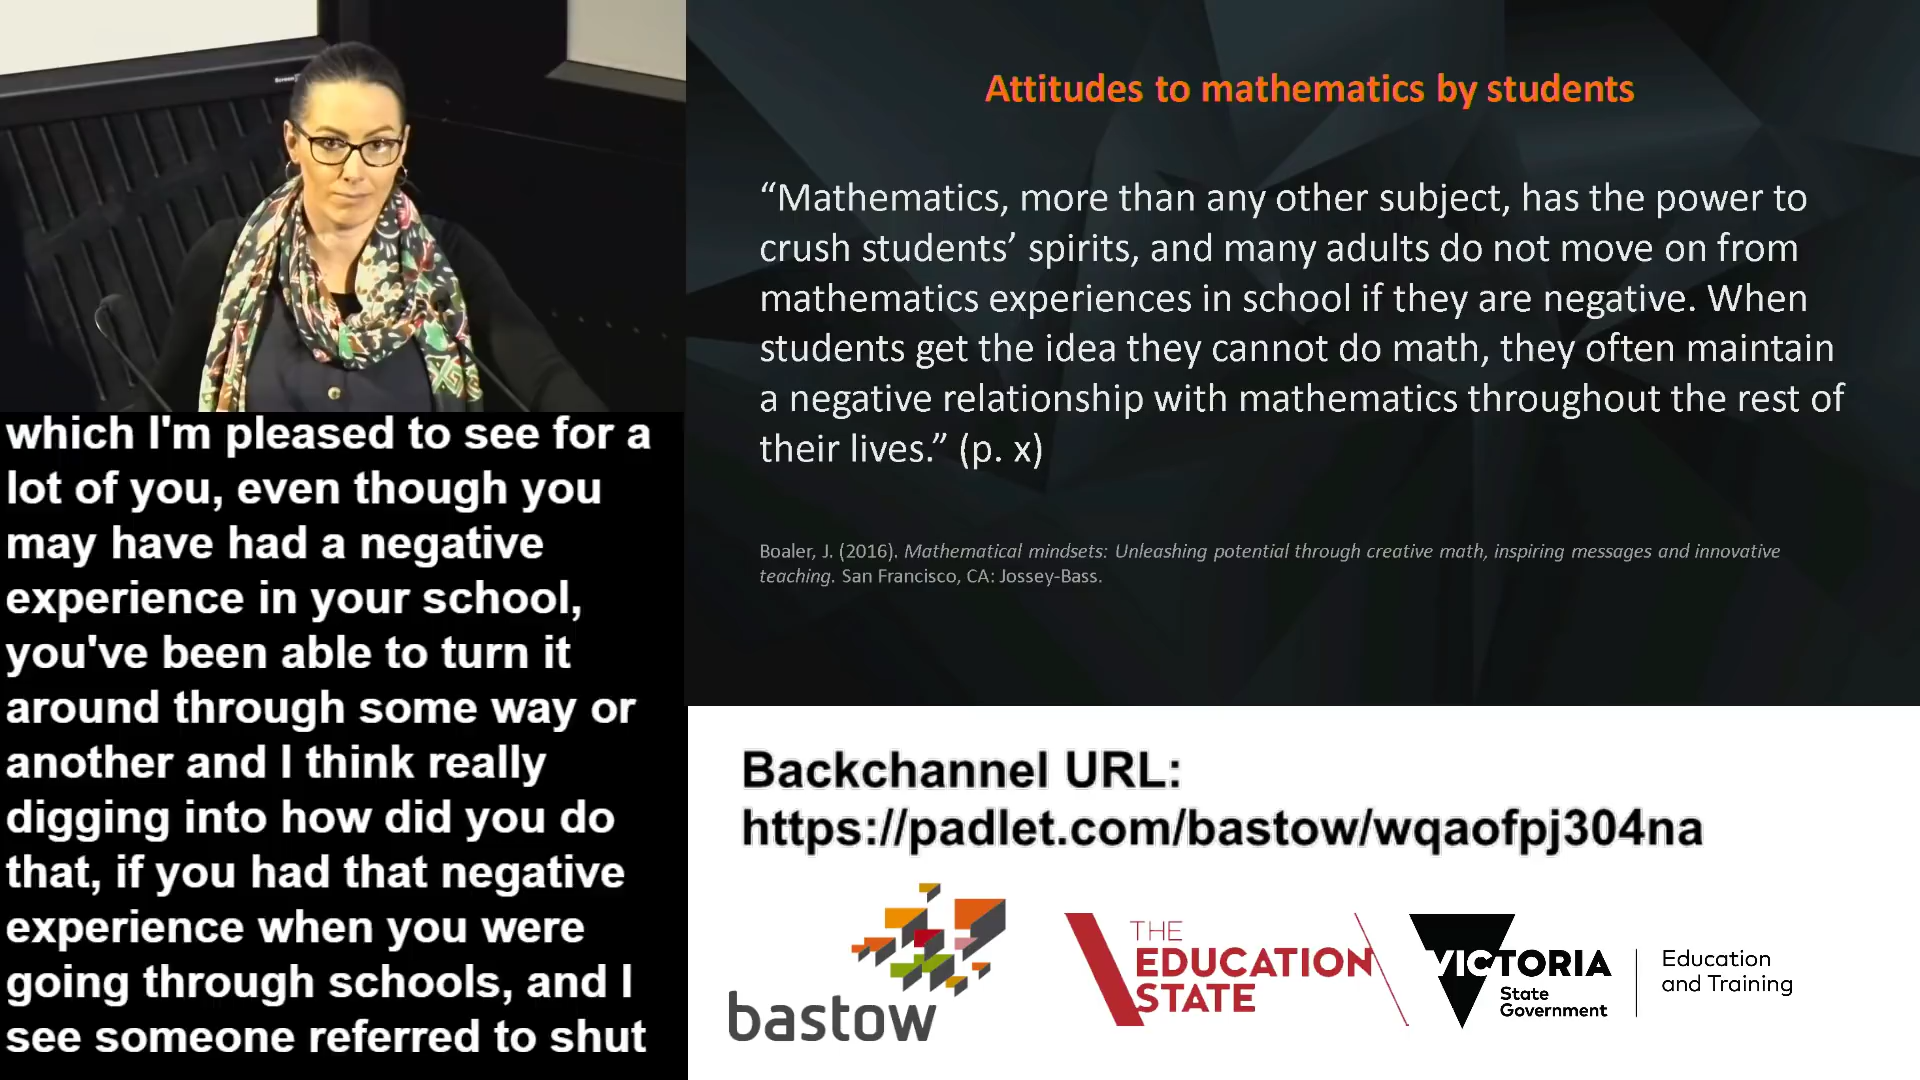 which I'm pleased to see for a
lot of you, even though you
may have had a negative
experience in your school,
you've been able to turn it
around through some way or
another and I think really
digging into how did you do
that, if you had that negative
experience when you were
going through schools, and I
see someone referred to shut
Attitudes to mathematics by students
“Mathematics, more than any other subject, has the power to
crush students’ spirits, and many adults do not move on from
mathematics experiences in school if they are negative. When
students get the idea they cannot do math, they often maintain
a negative relationship with mathematics throughout the rest of
their lives.” (p. x)
Boaler, J. (2016). Mathematical mindsets: Unleashing potential through creative math, inspiring messages and innovative
teaching. San Francisco, CA: Jossey-Bass.
Backchannel URL:
https://padlet.com/bastow/wqaofpj304na
bastow
THE
EDUCATION
STATE
VICTORIA
State
Government
Education
and Training